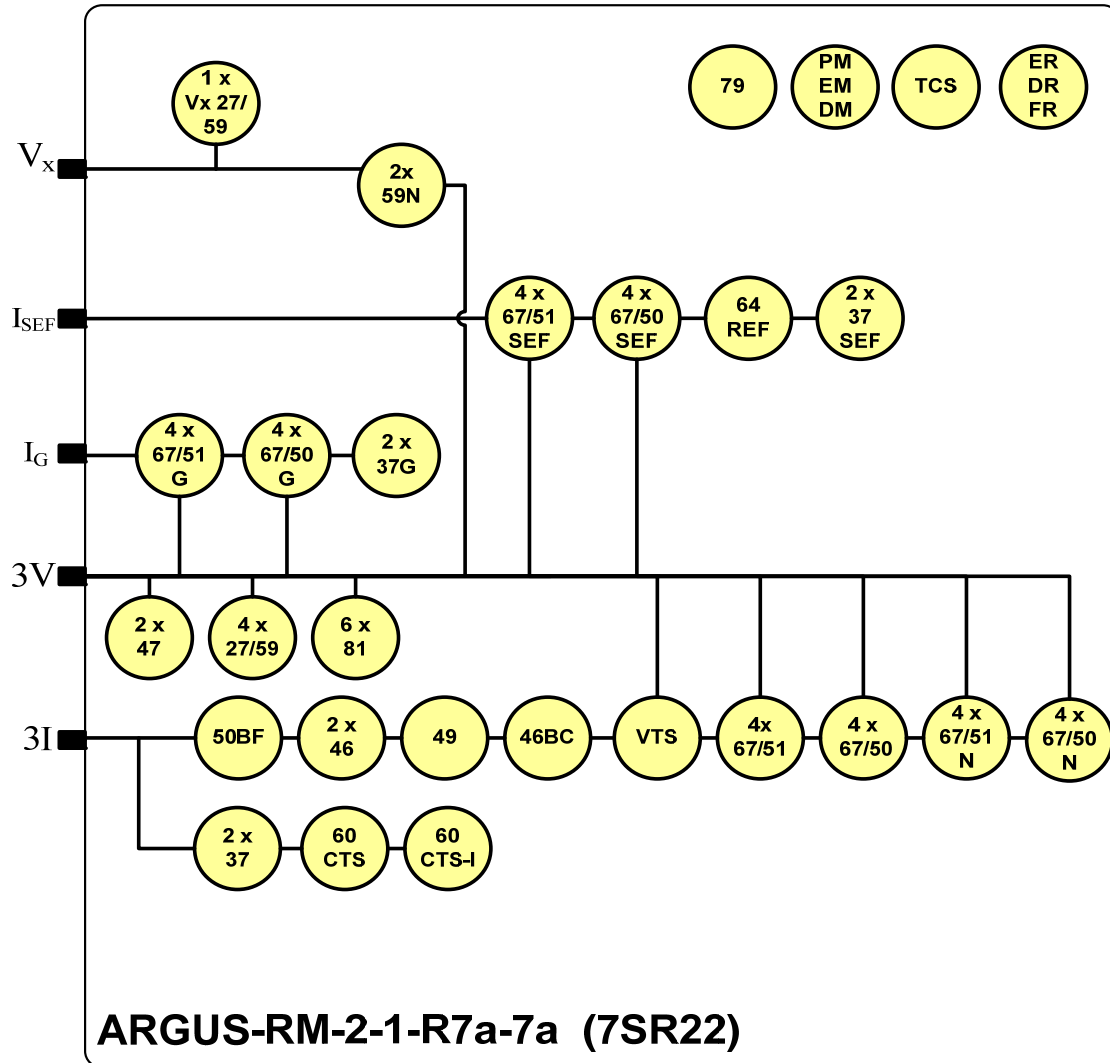 79
PM
EM
DM
TCS
ER
DR
FR
1 x
Vx 27/
59
Vx
2x
59N
ISEF
4 x
67/51
SEF
4 x
67/50
SEF
64
REF
2 x
37
SEF
IG
4 x
67/51
G
4 x
67/50
G
2 x
37G
3V
2 x
47
4 x
27/59
6 x
81
3I
50BF
2 x
46
49
46BC
VTS
4x
67/51
4 x
67/50
4 x
67/51
N
4 x
67/50
N
2 x
37
60
CTS
60
CTS-I
ARGUS-RM-2-1-R7a-7a (7SR22)